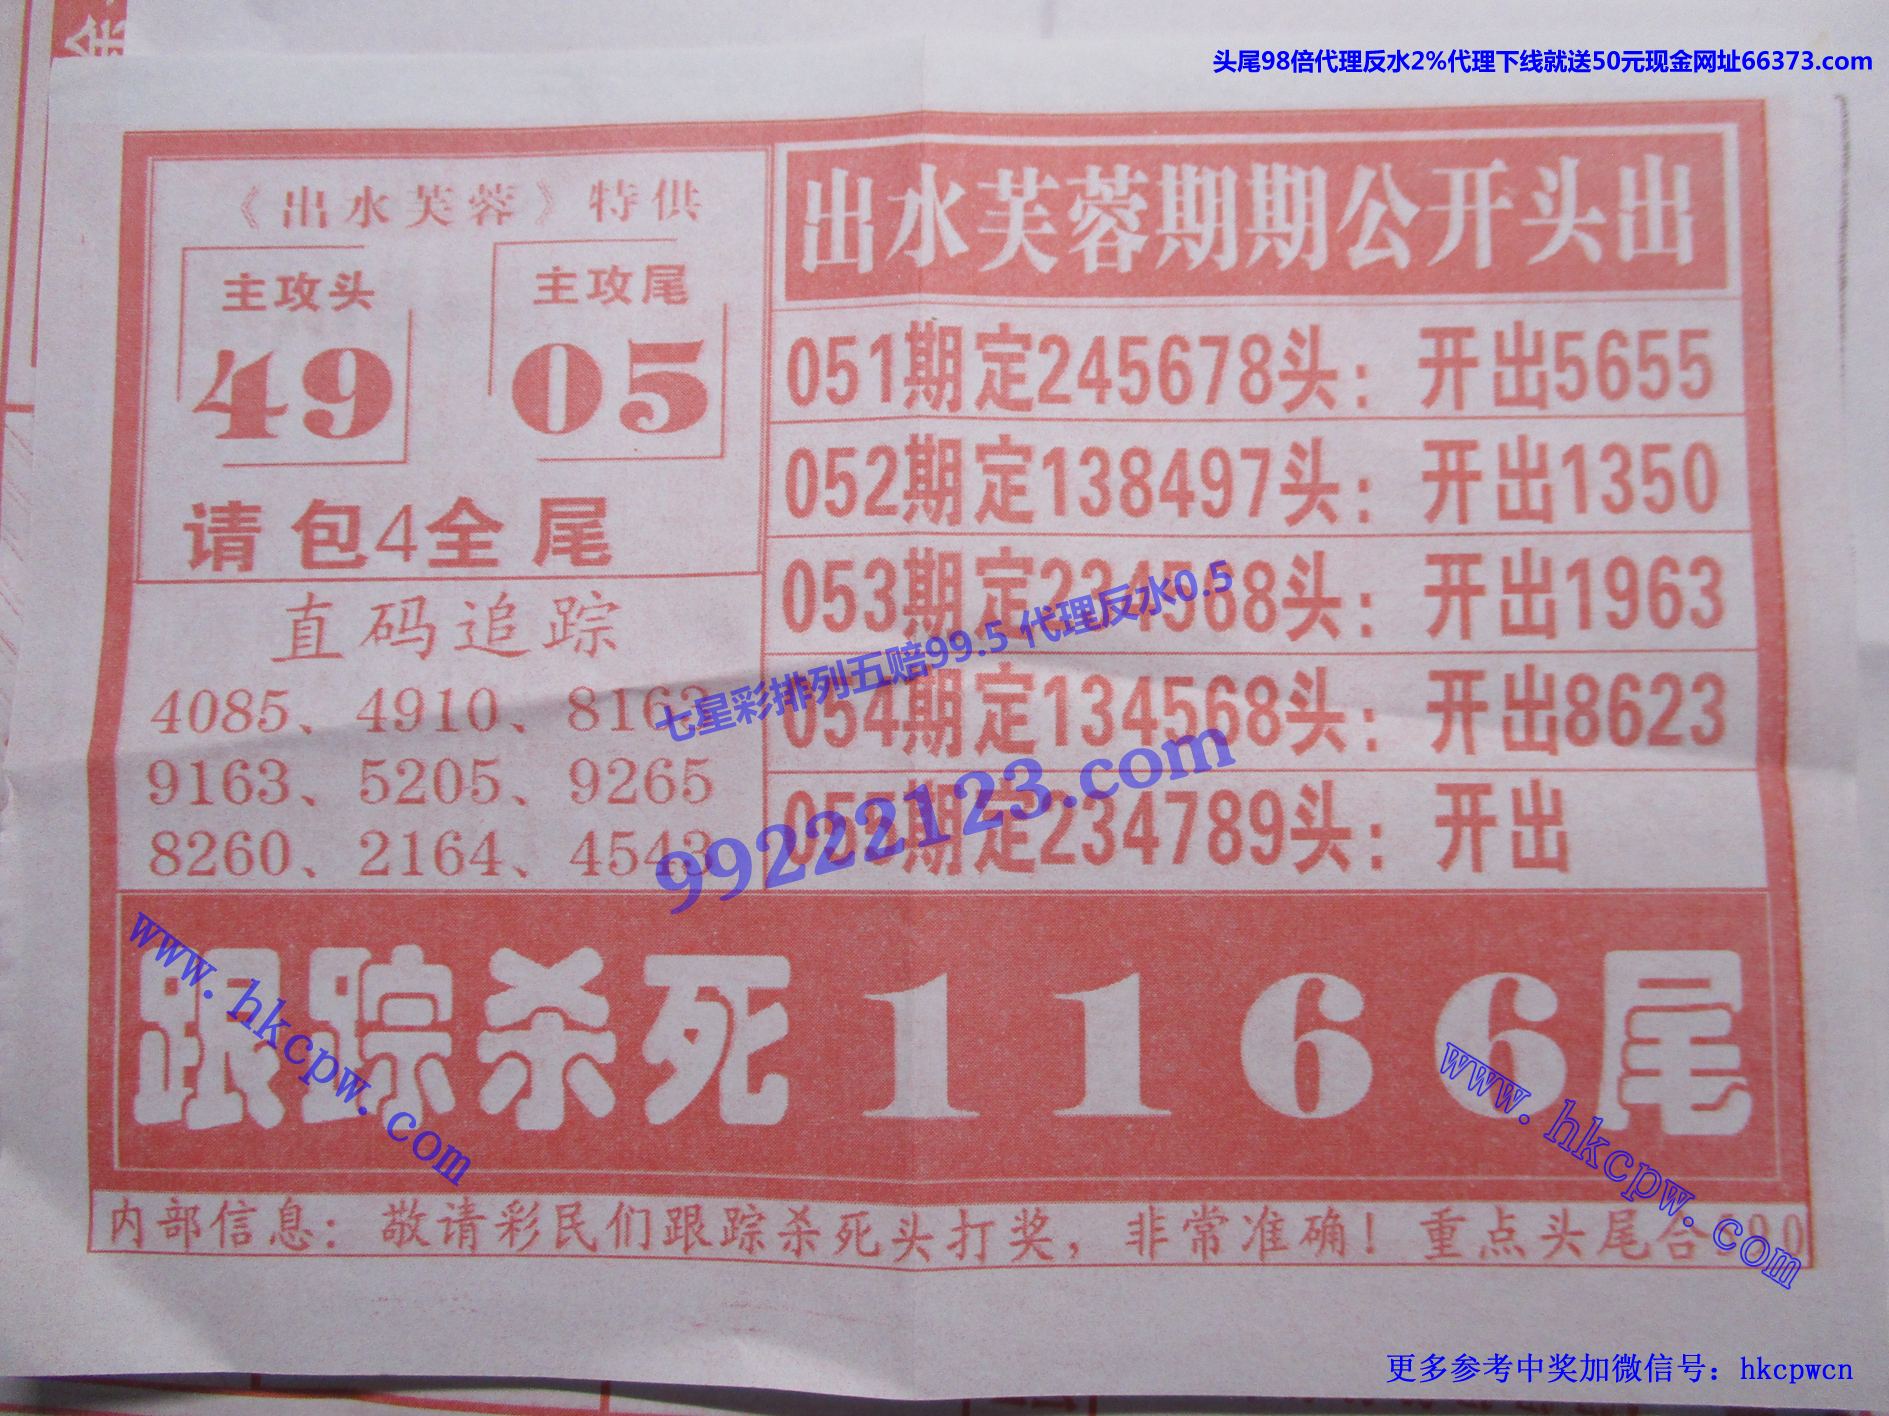 头尾98倍代理反水2%代理下线就送50元现金网址66373.com
《出水芙蓉》特供
主攻头
49
主攻尾
05
请包4全尾
直码追踪
4085、4910、8163
9163、5205、9265
8260、2164、4543
出水芙蓉期期公开头出
051期定245678头：开出5655
052期定138497头：开出1350
053期定234568头：开出1963
054期定134568头：开出8623
055期定234789头：开出
七星彩排列五赔99.5 代理反水0.5
99222123.com
跟踪杀死1166尾
www.hkcpw.com
www.hkcpw.com
内部信息：敬请彩民们跟踪杀死头打奖，非常准确！重点头尾合
更多参考中奖加微信号：hkcpwcn